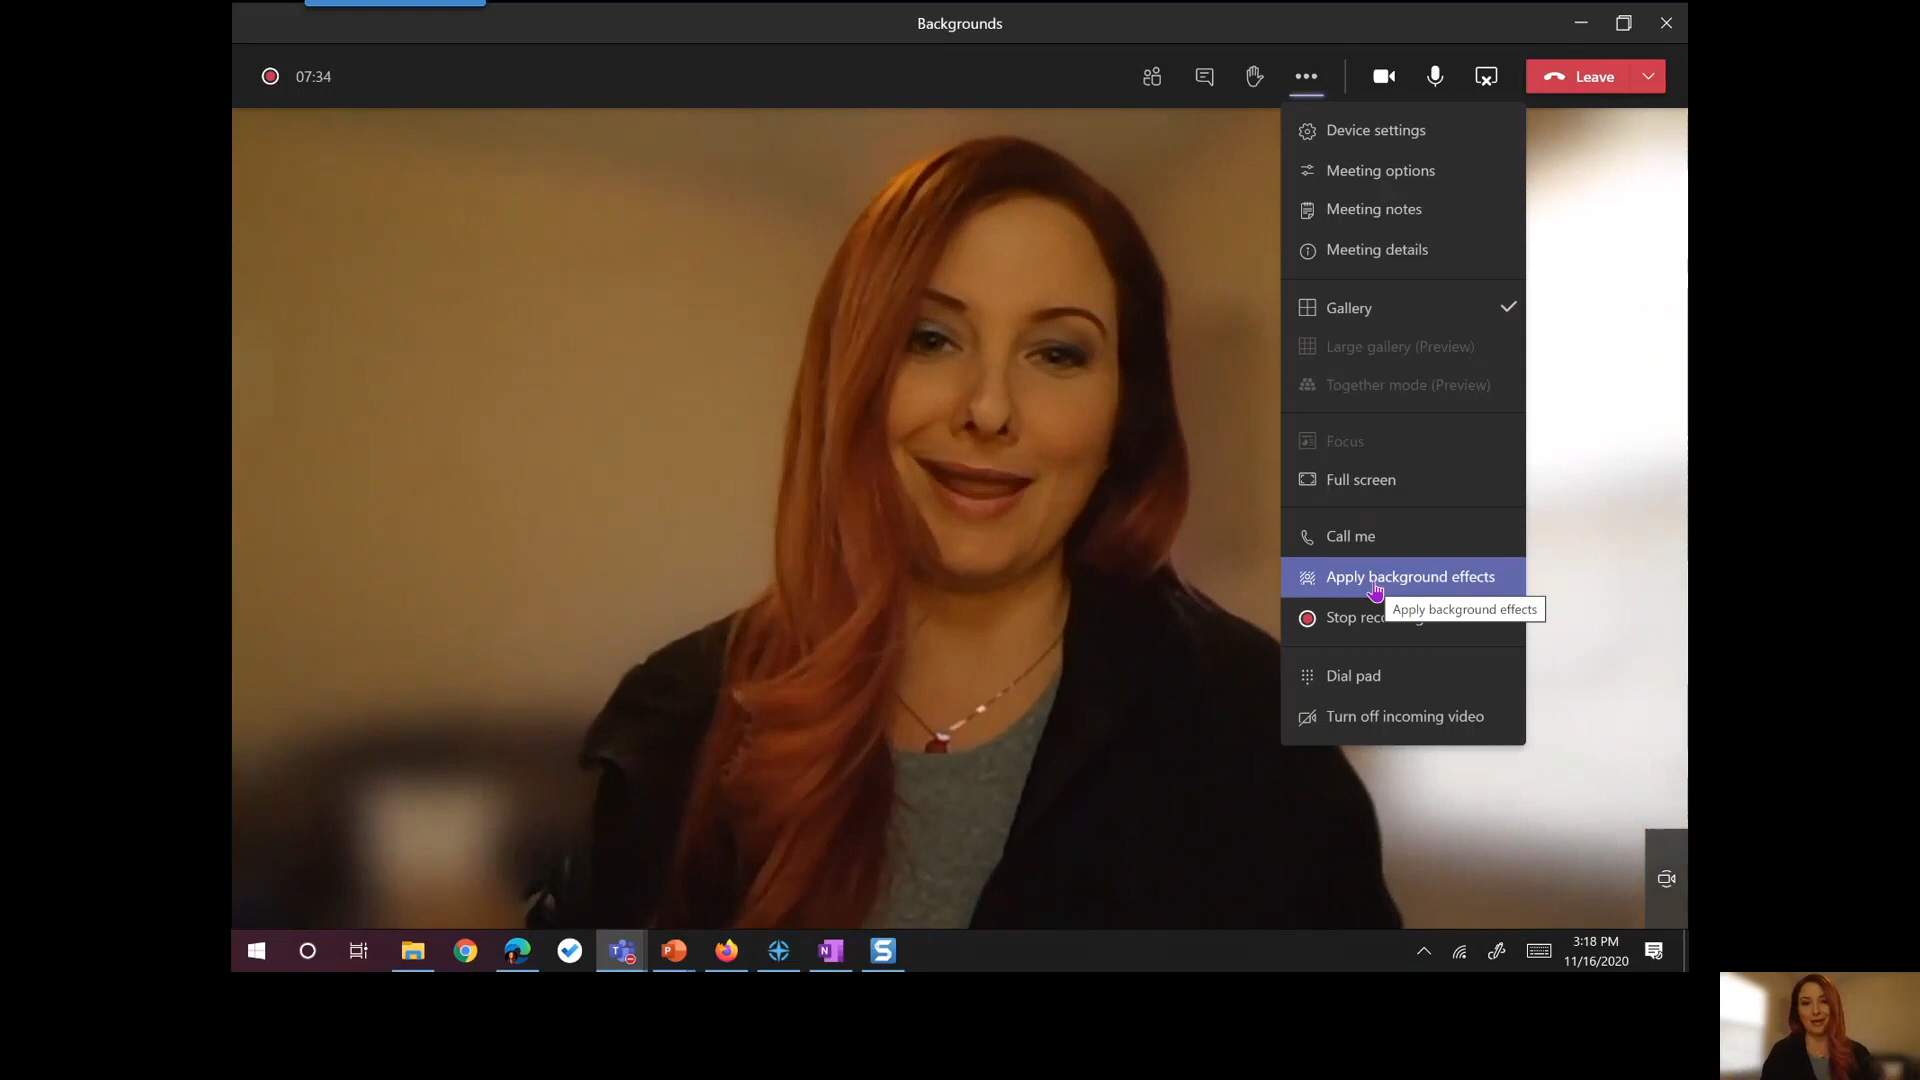 Backgrounds
07:34
Leave
Device settings
Meeting options
Meeting notes
Meeting details
Gallery
Large gallery (Preview)
Together mode (Preview)
Focus
Full screen
Call me
Apply background effects
Apply background effects
Stop
Dial pad
Turn off incoming video
3:18 PM
11/16/2020